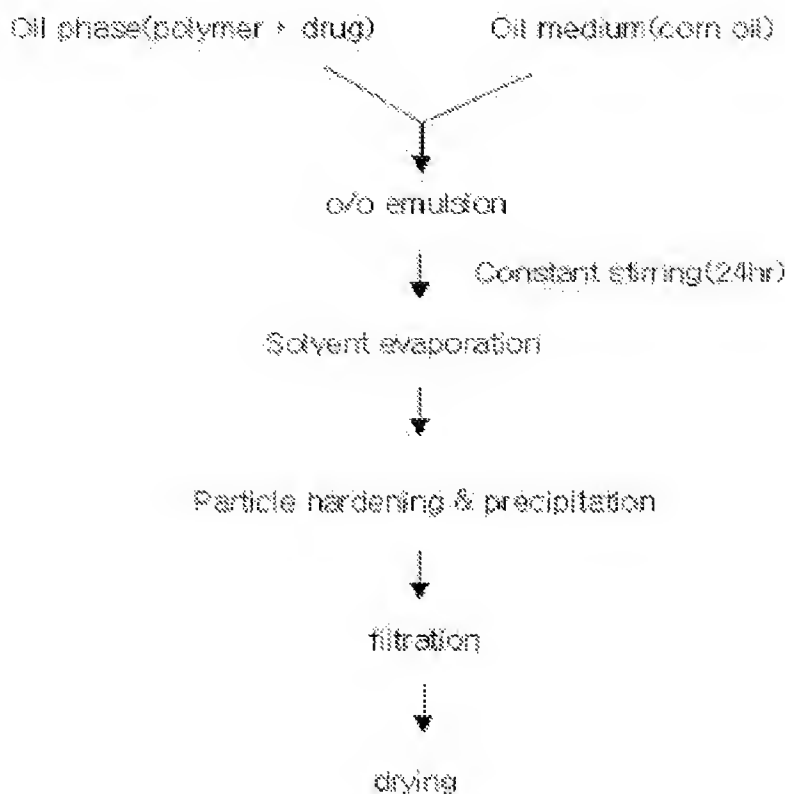 Oil phase(polymer + drug)
Oil medium(corn oil)
o/o emulsion
Constant stirring(24hr)
Solvent evaporation
Particle hardening & precipitation
filtration
drying